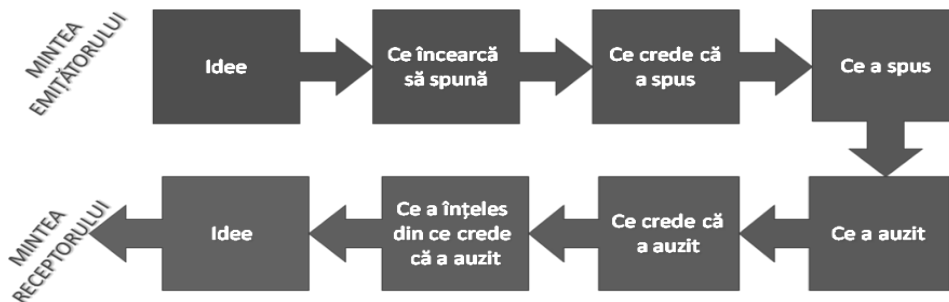 MINTEA
EMIȚĂTORULUI
Idee
Ce încearcă
să spună
Ce crede că
a spus
Ce a spus
MINTEA
RECEPTORULUI
Idee
Ce a înțeles
din ce crede
că a auzit
Ce crede că
a auzit
Ce a auzit